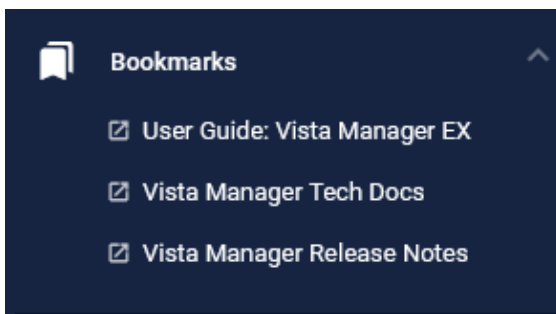 Bookmarks
User Guide: Vista Manager EX
Vista Manager Tech Docs
Vista Manager Release Notes